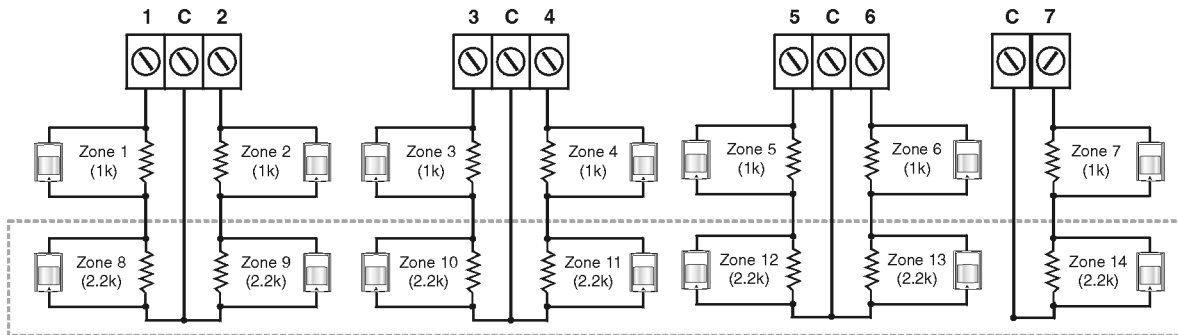 1 C 2 3 C 4 5 C 6 C 7
Zone 1
(1k)
Zone 2
(1k)
Zone 3
(1k)
Zone 4
(1k)
Zone 5
(1k)
Zone 6
(1k)
Zone 7
(1k)
Zone 8
(2.2k)
Zone 9
(2.2k)
Zone 10
(2.2k)
Zone 11
(2.2k)
Zone 12
(2.2k)
Zone 13
(2.2k)
Zone 14
(2.2k)